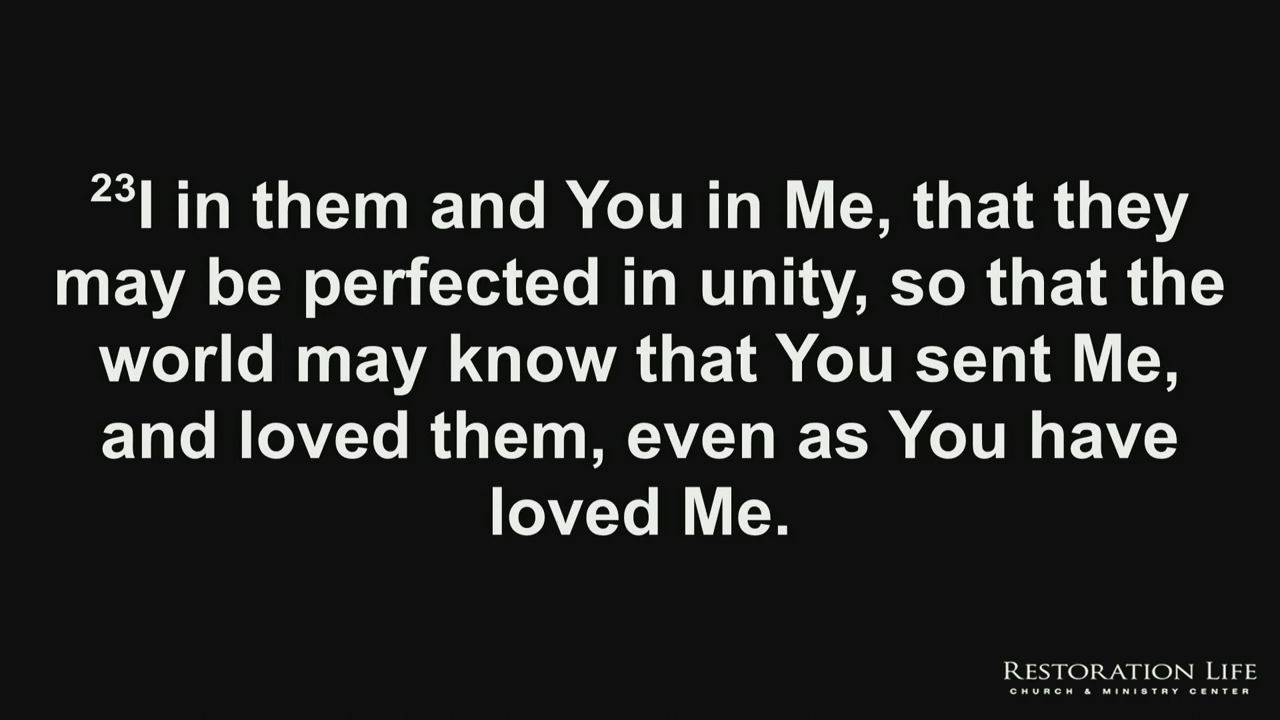 ²³I in them and You in Me, that they
may be perfected in unity, so that the
world may know that You sent Me,
and loved them, even as You have
loved Me.
RESTORATION LIFE
CHURCH & MINISTRY CENTER